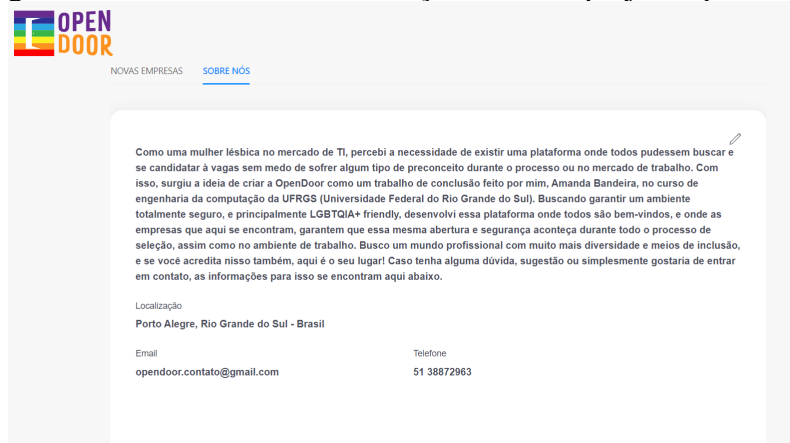 OPEN
DOOR
NOVAS EMPRESAS SOBRE NÓS
Como uma mulher lésbica no mercado de TI, percebi a necessidade de existir uma plataforma onde todos pudessem buscar e
se candidatar à vagas sem medo de sofrer algum tipo de preconceito durante o processo ou no mercado de trabalho. Com
isso, surgiu a ideia de criar a OpenDoor como um trabalho de conclusão feito por mim, Amanda Bandeira, no curso de
engenharia da computação da UFRGS (Universidade Federal do Rio Grande do Sul). Buscando garantir um ambiente
totalmente seguro, e principalmente LGBTQIA+ friendly, desenvolvi essa plataforma onde todos são bem-vindos, e onde as
empresas que aqui se encontram, garantem que essa mesma abertura e segurança aconteça durante todo o processo de
seleção, assim como no ambiente de trabalho. Busco um mundo profissional com muito mais diversidade e meios de inclusão,
e se você acredita nisso também, aqui é o seu lugar! Caso tenha alguma dúvida, sugestão ou simplesmente gostaria de entrar
em contato, as informações para isso se encontram aqui abaixo.
Localização
Porto Alegre, Rio Grande do Sul - Brasil
Email Telefone
opendoor.contato@gmail.com 51 38872963